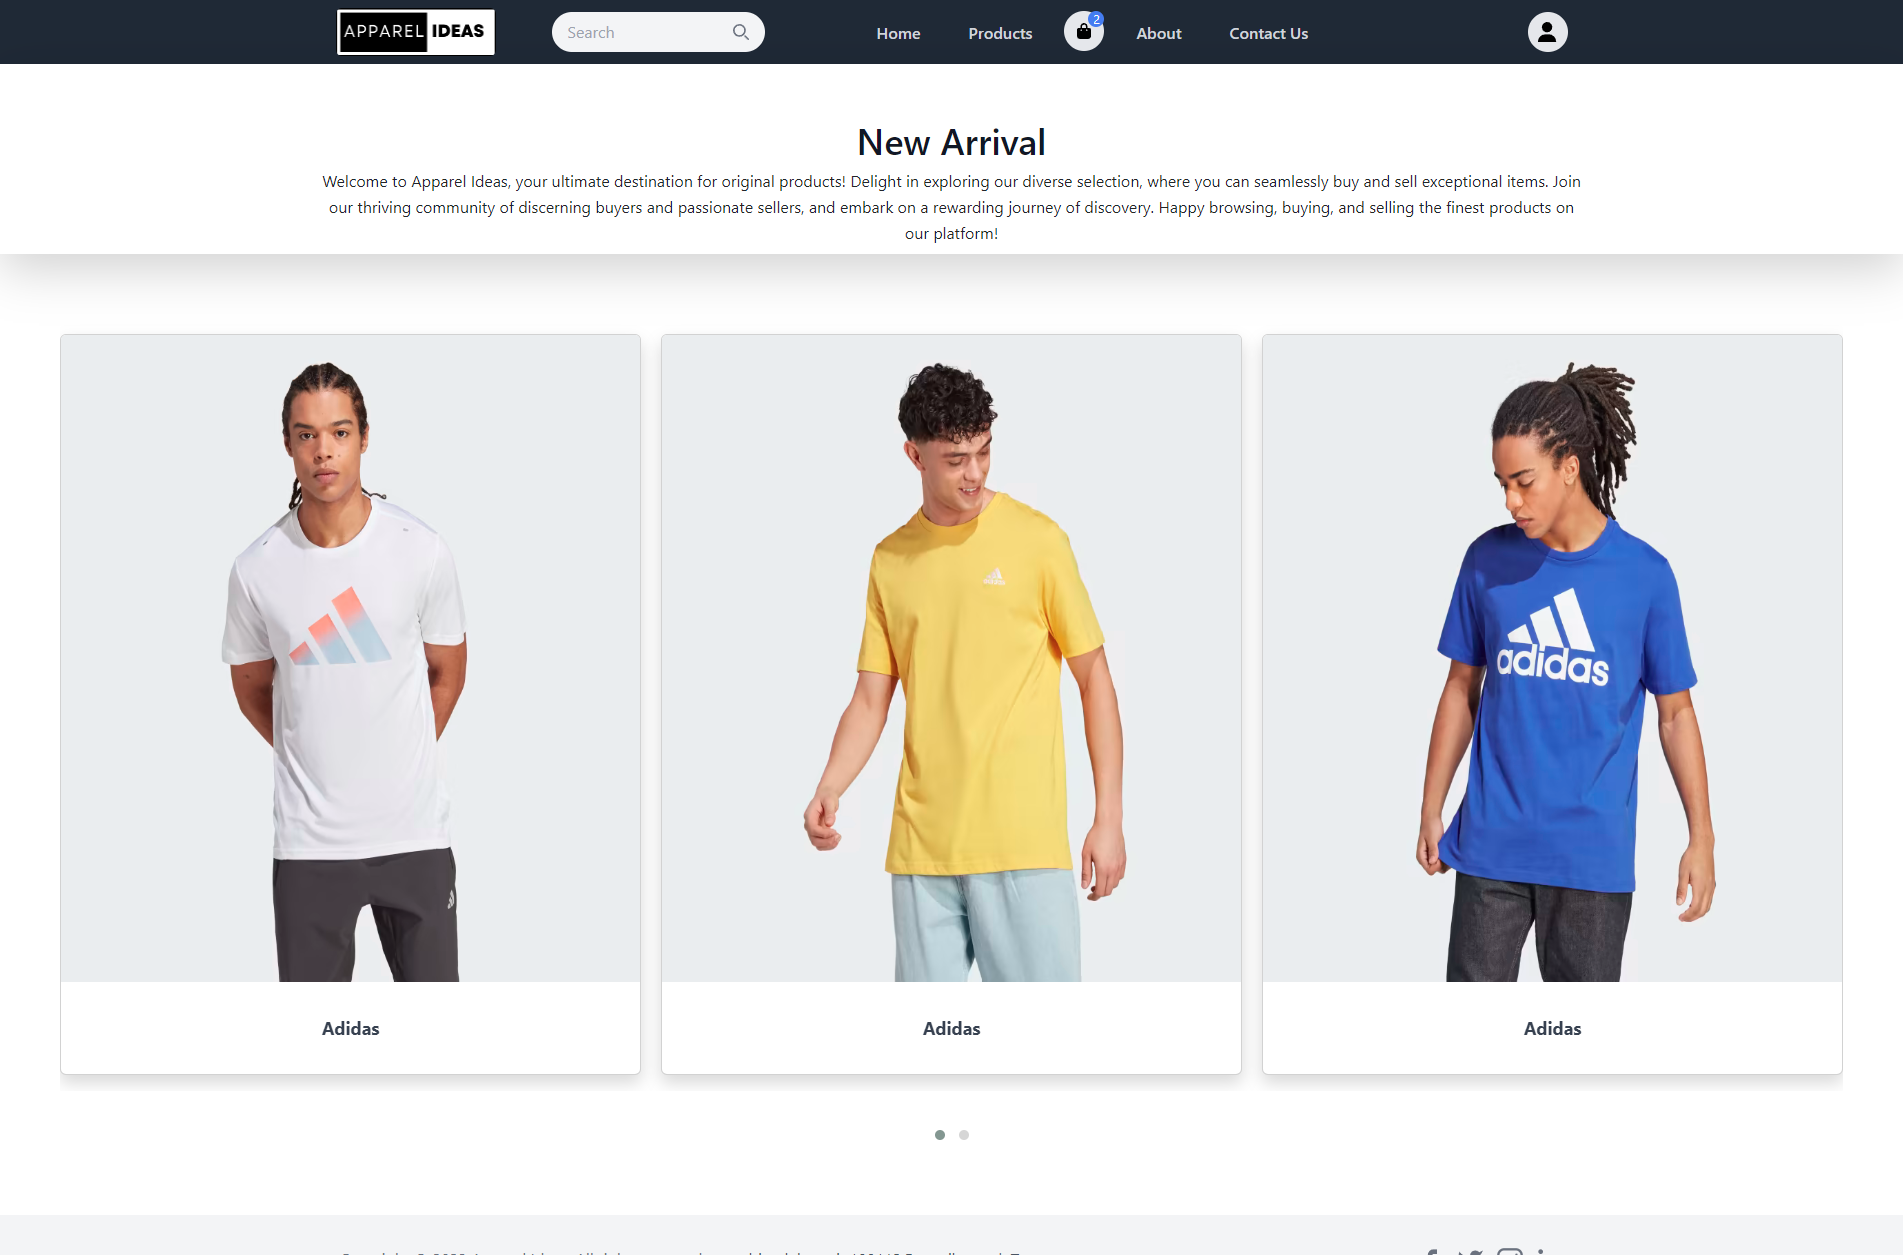 APPAREL IDEAS
Search
Home
Products
2
About
Contact Us
New Arrival
Welcome to Apparel Ideas, your ultimate destination for original products! Delight in exploring our diverse selection, where you can seamlessly buy and sell exceptional items. Join
our thriving community of discerning buyers and passionate sellers, and embark on a rewarding journey of discovery. Happy browsing, buying, and selling the finest products on
our platform!
adidas
Adidas
Adidas
Adidas